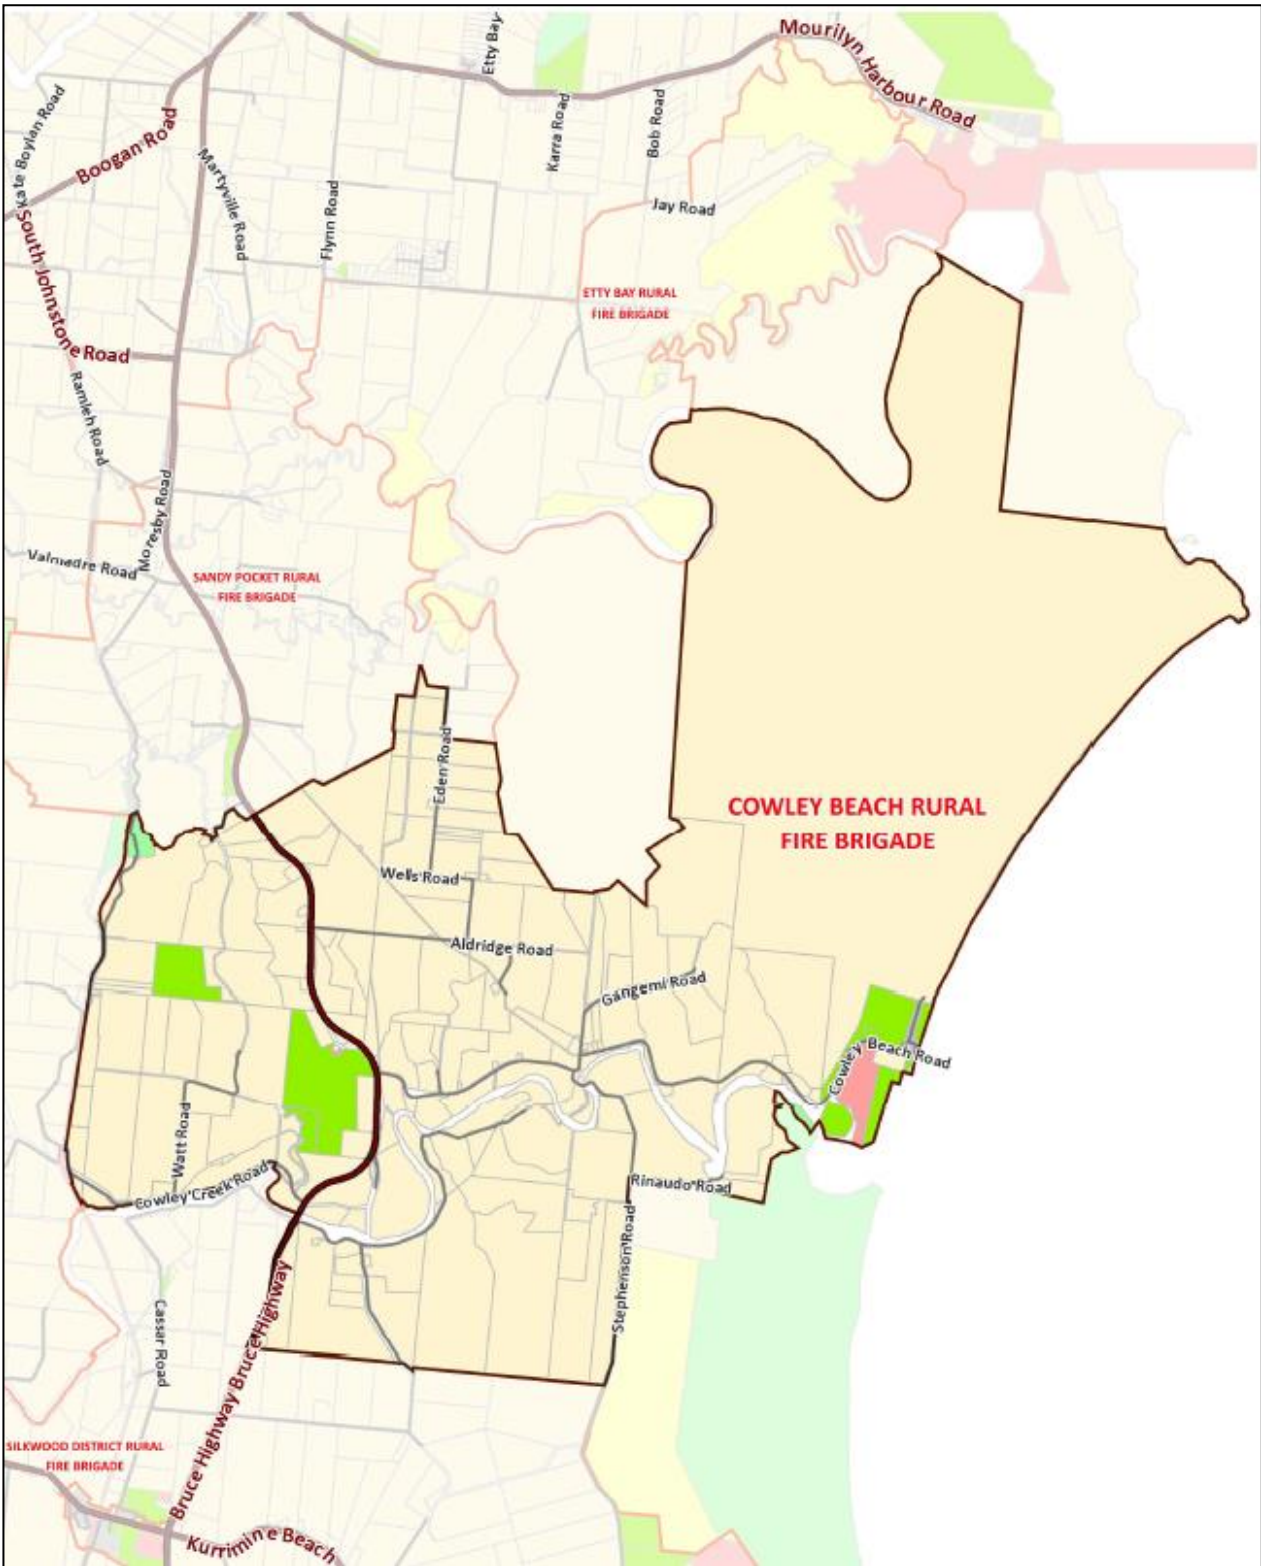 Mourilyn Harbour Road
Etty Bay
Kate Boylan Road
Boogan Road
Karra Road
Bob Road
Martyville Road
Flynn Road
Jay Road
South Johnstone Road
ETTY BAY RURAL
FIRE BRIGADE
Ramleh Road
Moresby Road
Valmadre Road
SANDY POCKET RURAL
FIRE BRIGADE
Eden Road
COWLEY BEACH RURAL
FIRE BRIGADE
Wells Road
Aldridge Road
Gangemi Road
Cowley Beach Road
Watt Road
Cowley Creek Road
Rinaudo Road
Stephenson Road
Cassar Road
Bruce Highway Bruce Highway
SILKWOOD DISTRICT RURAL
FIRE BRIGADE
Kurrimine Beach